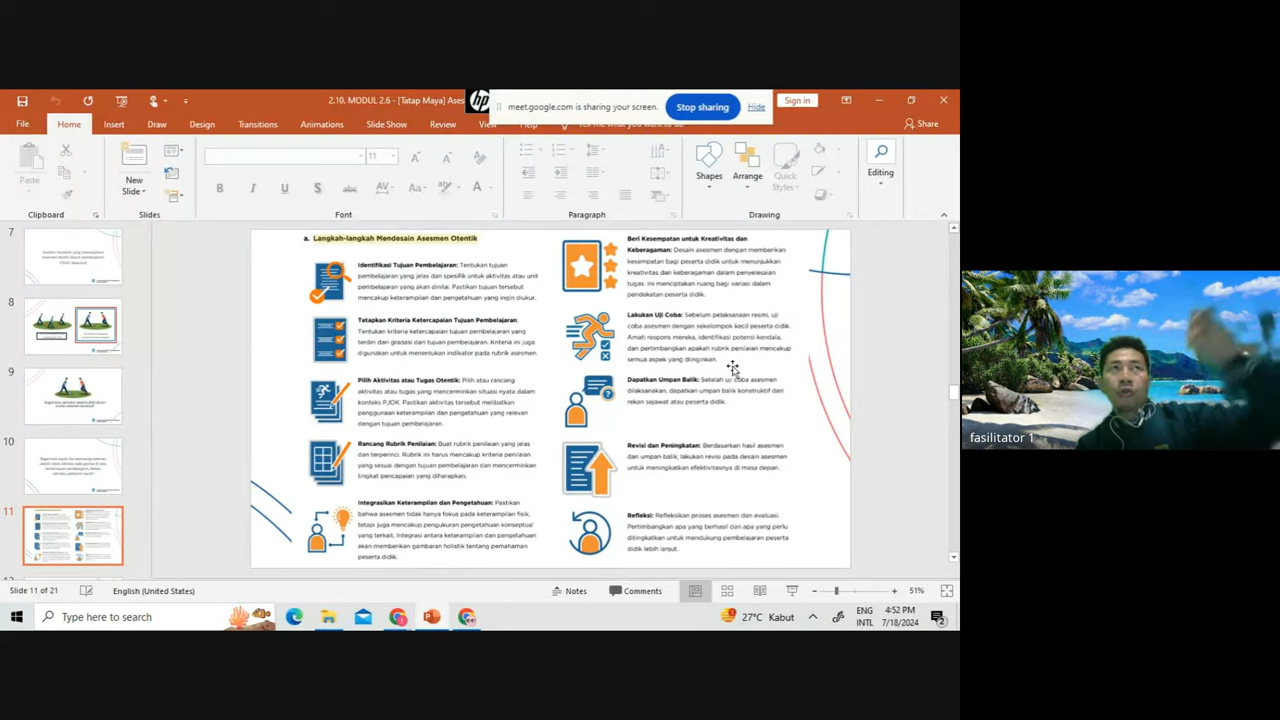 2.10. MODUL 2.6 - [Tatap Maya] Ases
meet.google.com is sharing your screen.
Stop sharing
Hide
Sign in
File
Home
Insert
Draw
Design
Transitions
Animations
Slide Show
Review
View
Help
Share
Paste
New
Slide
11
Shapes
Arrange
Quick
Styles
Editing
Clipboard
Slides
Font
Paragraph
Drawing
7
8
9
10
11
a. Langkah-langkah Mendesain Asesmen Otentik
Identifikasi Tujuan Pembelajaran: Tentukan tujuan
pembelajaran yang jelas dan spesifik untuk aktivitas atau unit
pembelajaran yang akan dinilai. Pastikan tujuan tersebut
mencakup keterampilan dan pengetahuan yang ingin diukur.
Tetapkan Kriteria Ketercapaian Tujuan Pembelajaran:
Tentukan kriteria ketercapaian tujuan pembelajaran yang
terdiri dan gradasi dari tujuan pembelajaran. Kriteria ini juga
digunakan untuk menentukan indikator pada rubrik asesmen.
Pilih Aktivitas atau Tugas Otentik: Pilih atau rancang
aktivitas atau tugas yang mencerminkan situasi nyata dalam
konteks PJOK. Pastikan aktivitas tersebut melibatkan
penggunaan keterampilan dan pengetahuan yang relevan
dengan tujuan pembelajaran.
Rancang Rubrik Penilaian: Buat rubrik penilaian yang jelas
dan terperinci. Rubrik ini harus mencakup kriteria penilaian
yang sesuai dengan tujuan pembelajaran dan mencerminkan
tingkat pencapaian yang diharapkan.
Integrasikan Keterampilan dan Pengetahuan: Pastikan
bahwa asesmen tidak hanya fokus pada keterampilan fisik,
tetapi juga mencakup pengukuran pengetahuan konseptual
yang terkait. Integrasi antara keterampilan dan pengetahuan
akan memberikan gambaran holistik tentang pemahaman
peserta didik.
Beri Kesempatan untuk Kreativitas dan
Keberagaman: Desain asesmen dengan memberikan
kesempatan bagi peserta didik untuk menunjukkan
kreativitas dan keberagaman dalam penyelesaian
tugas. Ini menciptakan ruang bagi variasi dalam
pendekatan peserta didik.
Lakukan Uji Coba: Sebelum pelaksanaan resmi, uji
coba asesmen dengan sekelompok kecil peserta didik.
Amati respons mereka, identifikasi potensi kendala,
dan pertimbangkan apakah rubrik penilaian mencakup
semua aspek yang diinginkan.
Dapatkan Umpan Balik: Setelah uji coba asesmen
dilaksanakan, dapatkan umpan balik konstruktif dari
rekan sejawat atau peserta didik.
Revisi dan Peningkatan: Berdasarkan hasil asesmen
dan umpan balik, lakukan revisi pada desain asesmen
untuk meningkatkan efektivitasnya di masa depan.
Refleksi: Refleksikan proses asesmen dan evaluasi.
Pertimbangkan apa yang berhasil dan apa yang perlu
ditingkatkan untuk mendukung pembelajaran peserta
didik lebih lanjut.
fasilitator 1
Slide 11 of 21
English (United States)
Notes
Comments
51%
Type here to search
27°C Kabut
ENG
INTL
4:52 PM
7/18/2024
2